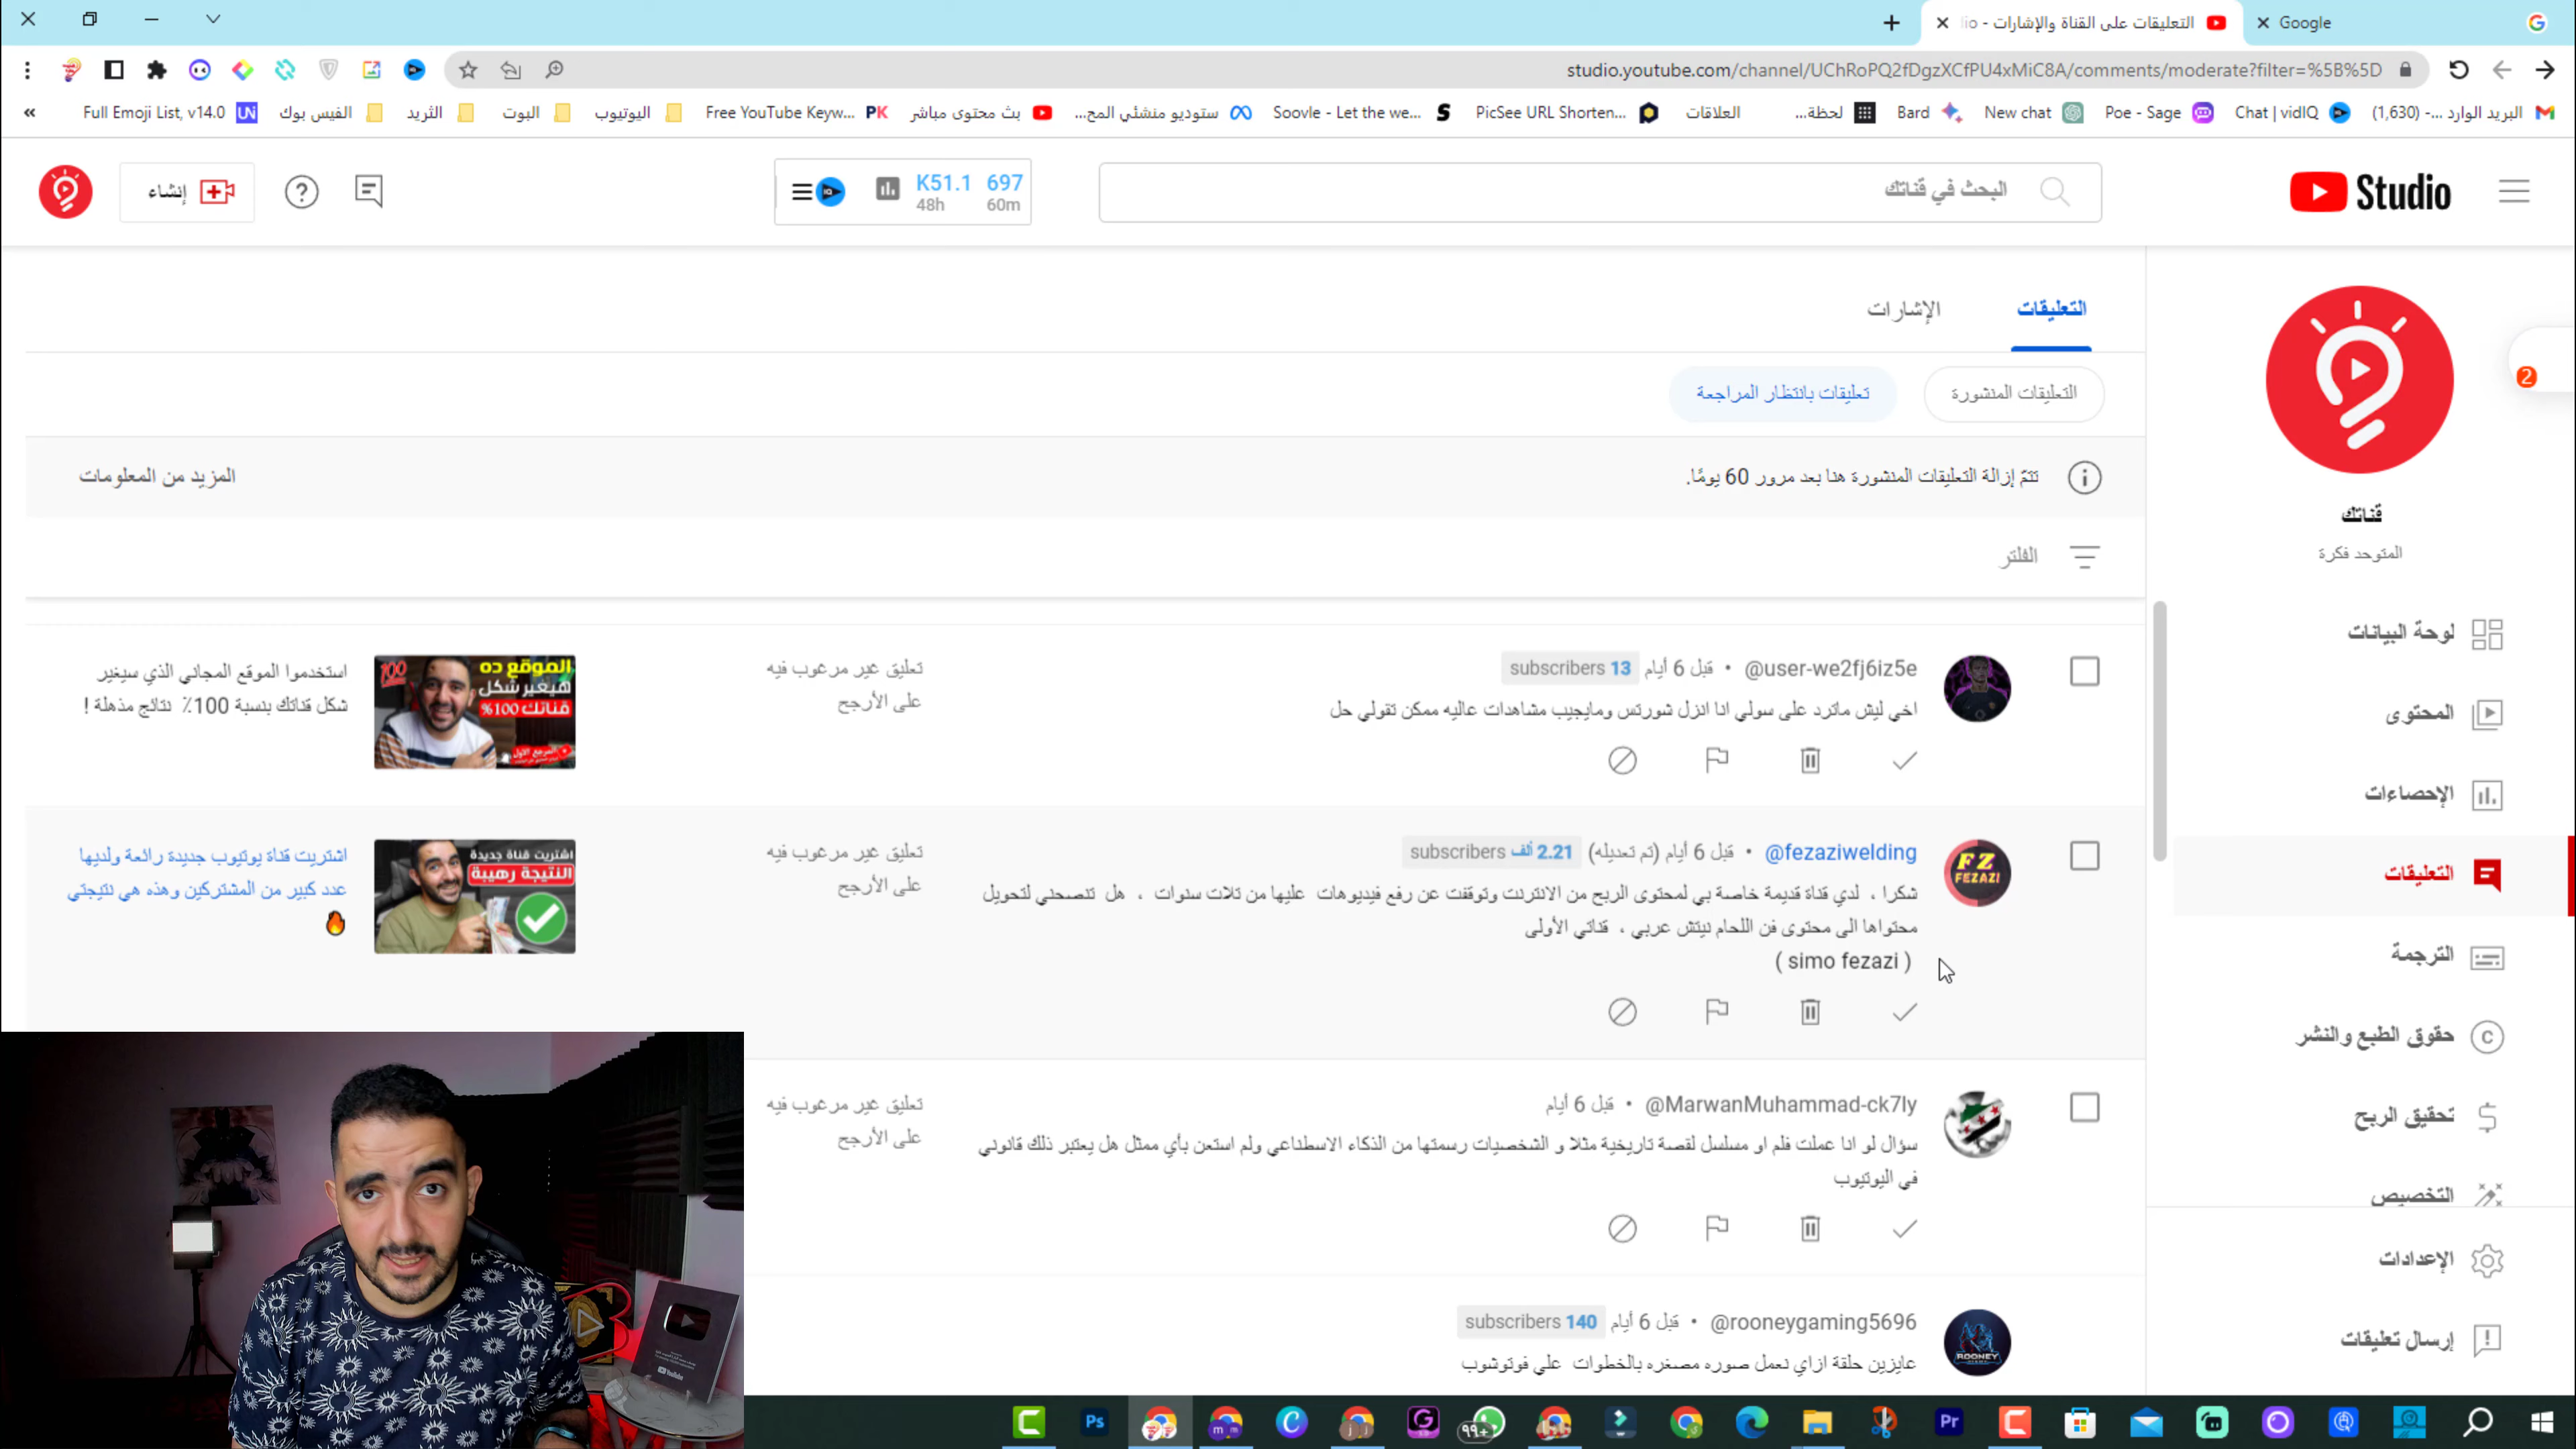 التعليقات على القناة والإشارات - io
Google
studio.youtube.com/channel/UChRoPQ2fDgzXCfPU4xMiC8A/comments/moderate?filter=%5B%5D
البريد الوارد ... - (1,630)
Chat | vidIQ
Poe - Sage
New chat
Bard
لحظة...
العلاقات
PicSee URL Shorten...
Soovle - Let the we...
ستوديو منشئي المح...
بث محتوى مباشر
Free YouTube Keyw...
اليوتيوب
البوت
الثريد
الفيس بوك
Full Emoji List, v14.0
Studio
البحث في قناتك
K51.1 697
48h 60m
إنشاء
التعليقات
الإشارات
التعليقات المنشورة
تعليقات بانتظار المراجعة
تتمّ إزالة التعليقات المنشورة هنا بعد مرور 60 يومًا.
المزيد من المعلومات
الفلتر
@user-we2fj6iz5e • قبل 6 أيام
subscribers 13
اخي ليش ماترد على سولي انا انزل شورتس ومايجيب مشاهدات عاليه ممكن تقولي حل
تعليق غير مرغوب فيه
على الأرجح
الموقع ده
هيغير شكل
قناتك 100%
100
استخدموا الموقع المجاني الذي سيغير
شكل قناتك بنسبة 100٪ نتائج مذهلة !
@fezaziwelding • قبل 6 أيام (تم تعديله)
subscribers 2.21 ألف
شكرا ، لدي قناة قديمة خاصة بي لمحتوى الربح من الانترنت وتوقفت عن رفع فيديوهات عليها من تلات سنوات ، هل تنصحني لتحويل
محتواها الى محتوى فن اللحام نيتش عربي ، قناتي الأولى
( simo fezazi )
FZ
FEZAZI
تعليق غير مرغوب فيه
على الأرجح
اشتريت قناة جديدة
النتيجة رهيبة
اشتريت قناة يوتيوب جديدة رائعة ولديها
عدد كبير من المشتركين وهذه هي نتيجتي
🔥
@MarwanMuhammad-ck7ly • قبل 6 أيام
سؤال لو انا عملت فلم او مسلسل لقصة تاريخية مثلا و الشخصيات رسمتها من الذكاء الاسطناعي ولم استعن بأي ممثل هل يعتبر ذلك قانوني
في اليوتيوب
تعليق غير مرغوب فيه
على الأرجح
@rooneygaming5696 • قبل 6 أيام
subscribers 140
عايزين حلقة ازاي نعمل صوره مصغره بالخطوات علي فوتوشوب
ROONEY
2
قناتك
المتوحد فكرة
لوحة البيانات
المحتوى
الإحصاءات
التعليقات
الترجمة
حقوق الطبع والنشر
تحقيق الربح
التخصيص
الإعدادات
إرسال تعليقات
YouTube
Ps
99+
Pr